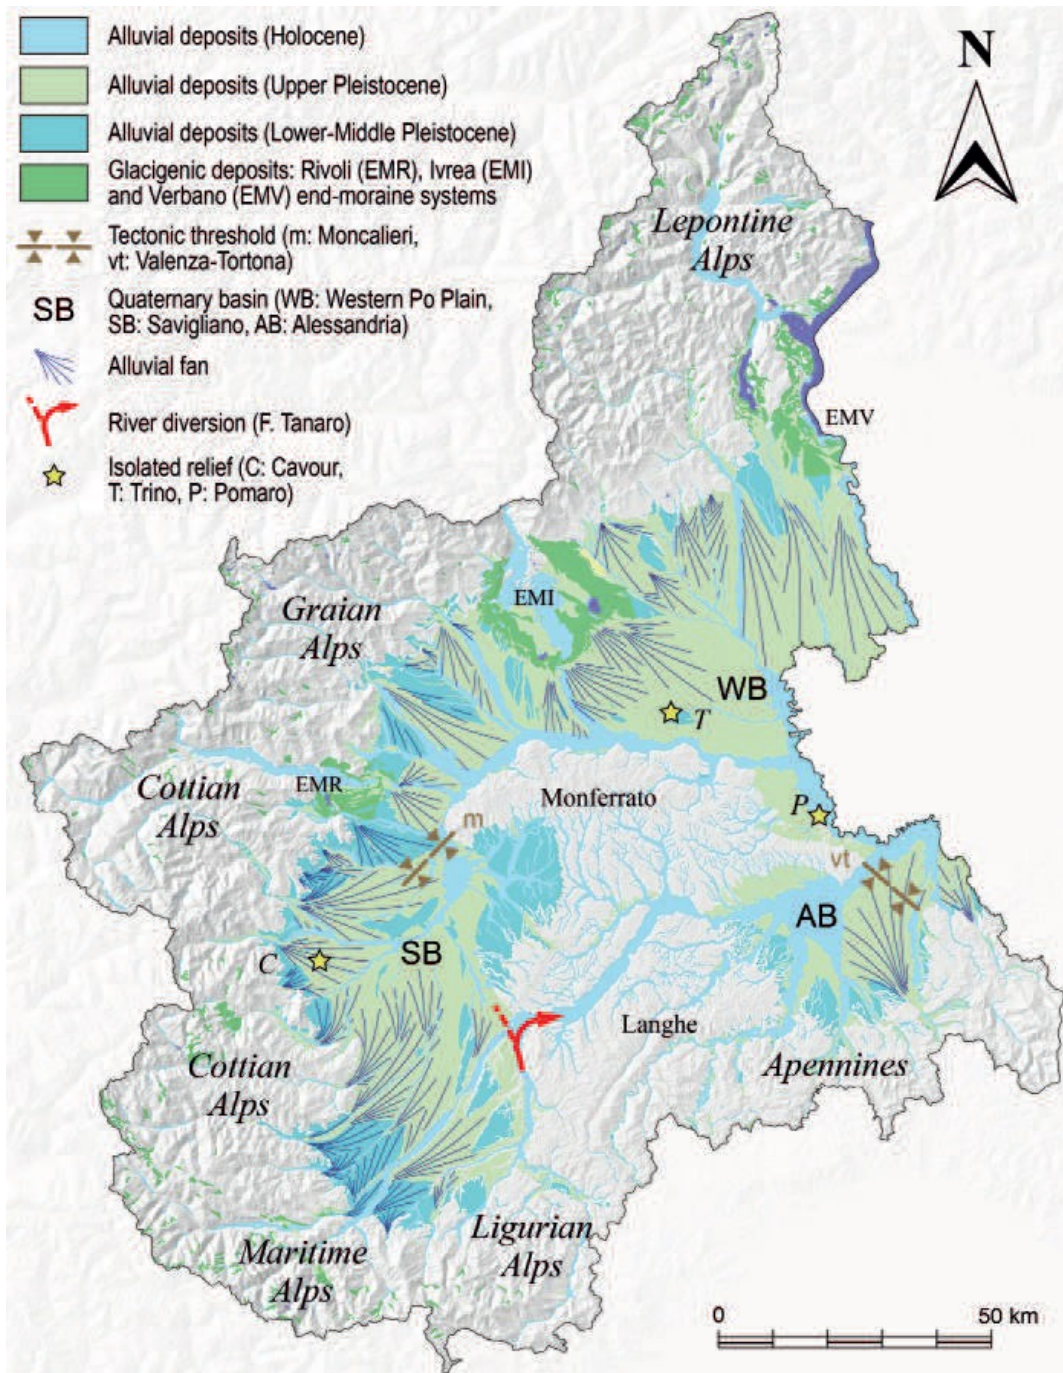 Alluvial deposits (Holocene)
Alluvial deposits (Upper Pleistocene)
Alluvial deposits (Lower-Middle Pleistocene)
Glacigenic deposits: Rivoli (EMR), Ivrea (EMI)
and Verbano (EMV) end-moraine systems
Tectonic threshold (m: Moncalieri,
vt: Valenza-Tortona)
SB
Quaternary basin (WB: Western Po Plain,
SB: Savigliano, AB: Alessandria)
Alluvial fan
River diversion (F. Tanaro)
Isolated relief (C: Cavour,
T: Trino, P: Pomaro)
N
Lepontine
Alps
EMV
EMI
Graian
Alps
WB
T
EMR
Cottian
Alps
Monferrato
P
m
vt
AB
SB
C
Langhe
Cottian
Alps
Apennines
Ligurian
Alps
Maritime
Alps
0 50 km